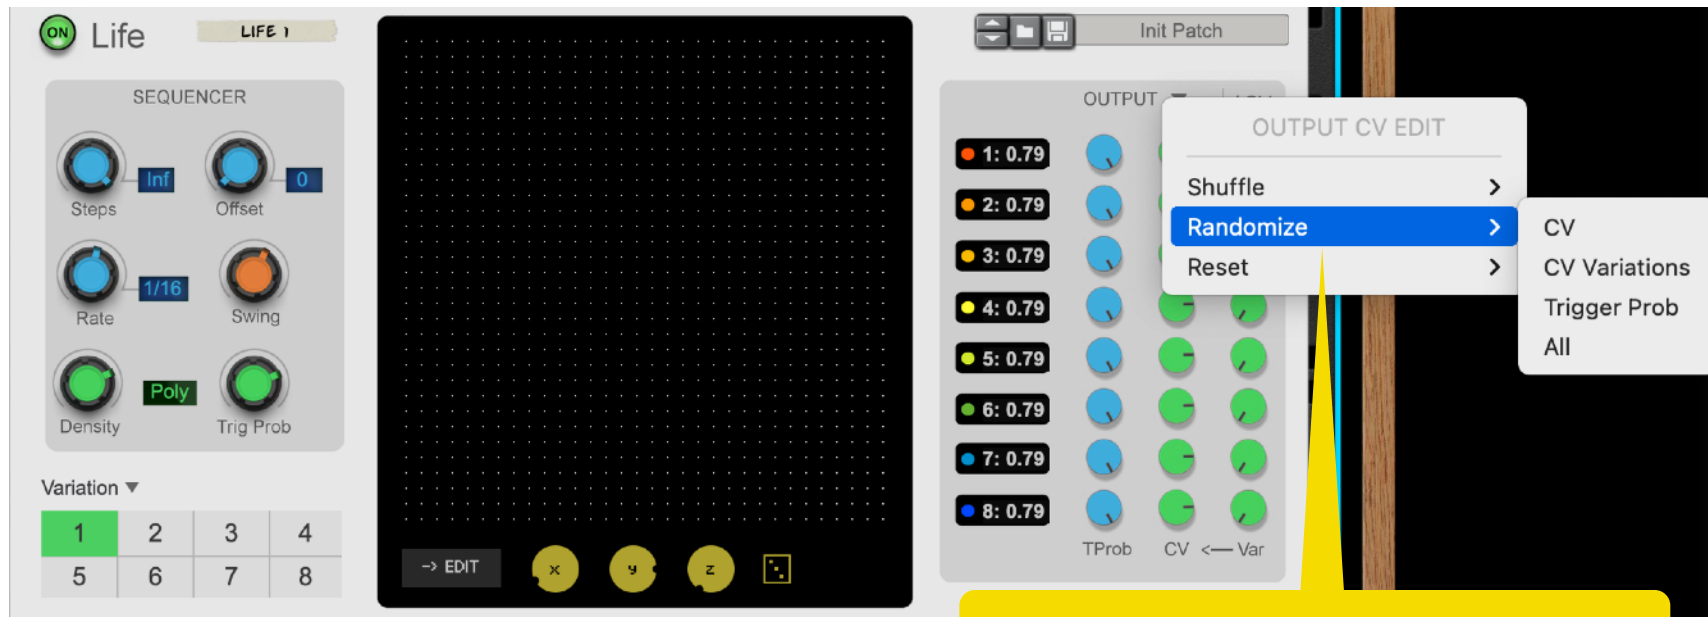 ON Life LIFE 1
SEQUENCER
Inf 0
Steps Offset
1/16
Rate Swing
Poly
Density Trig Prob
Variation
1 2 3 4
5 6 7 8
-> EDIT x y z
Init Patch
OUTPUT
1: 0.79
2: 0.79
3: 0.79
4: 0.79
5: 0.79
6: 0.79
7: 0.79
8: 0.79
TProb CV <— Var
OUTPUT CV EDIT
Shuffle
Randomize
Reset
CV
CV Variations
Trigger Prob
All